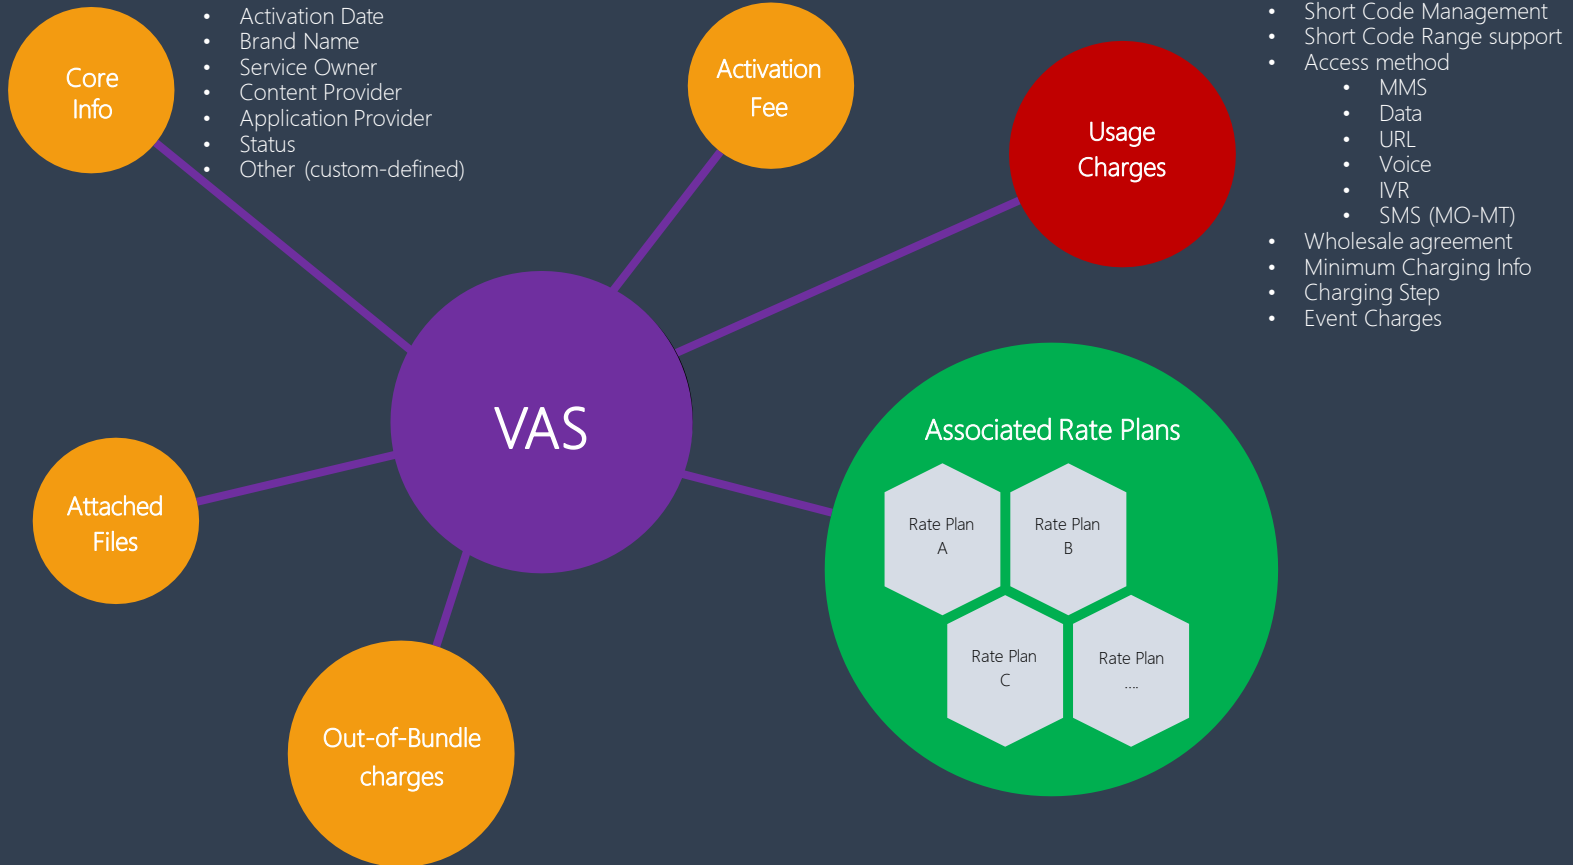 Core
Info
• Activation Date
• Brand Name
• Service Owner
• Content Provider
• Application Provider
• Status
• Other (custom-defined)
Activation
Fee
Usage
Charges
• Short Code Management
• Short Code Range support
• Access method
• MMS
• Data
• URL
• Voice
• IVR
• SMS (MO-MT)
• Wholesale agreement
• Minimum Charging Info
• Charging Step
• Event Charges
VAS
Associated Rate Plans
Rate Plan
A
Rate Plan
B
Rate Plan
C
Rate Plan
....
Attached
Files
Out-of-Bundle
charges